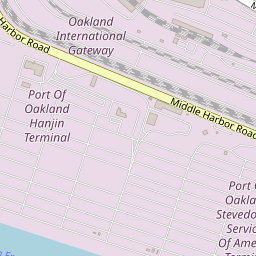 Oakland
International
Gateway
Harbor Road
Middle Harbor Road
Port Of
Oakland
Hanjin
Terminal
Port O
Oakla
Stevedo
Servic
Of Ame